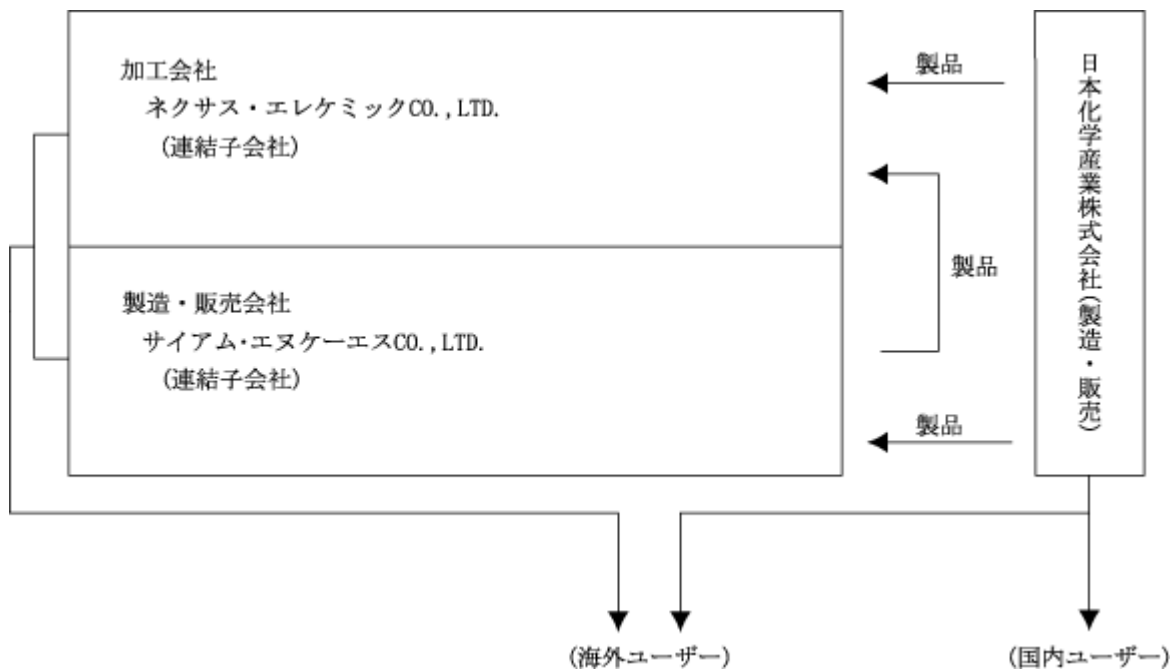 加工会社
ネクサス・エレケミックCO.,LTD.
(連結子会社)
製造・販売会社
サイアム・エヌケーエスCO.,LTD.
(連結子会社)
製品
製品
製品
日本化学産業株式会社(製造・販売)
(海外ユーザー)
(国内ユーザー)